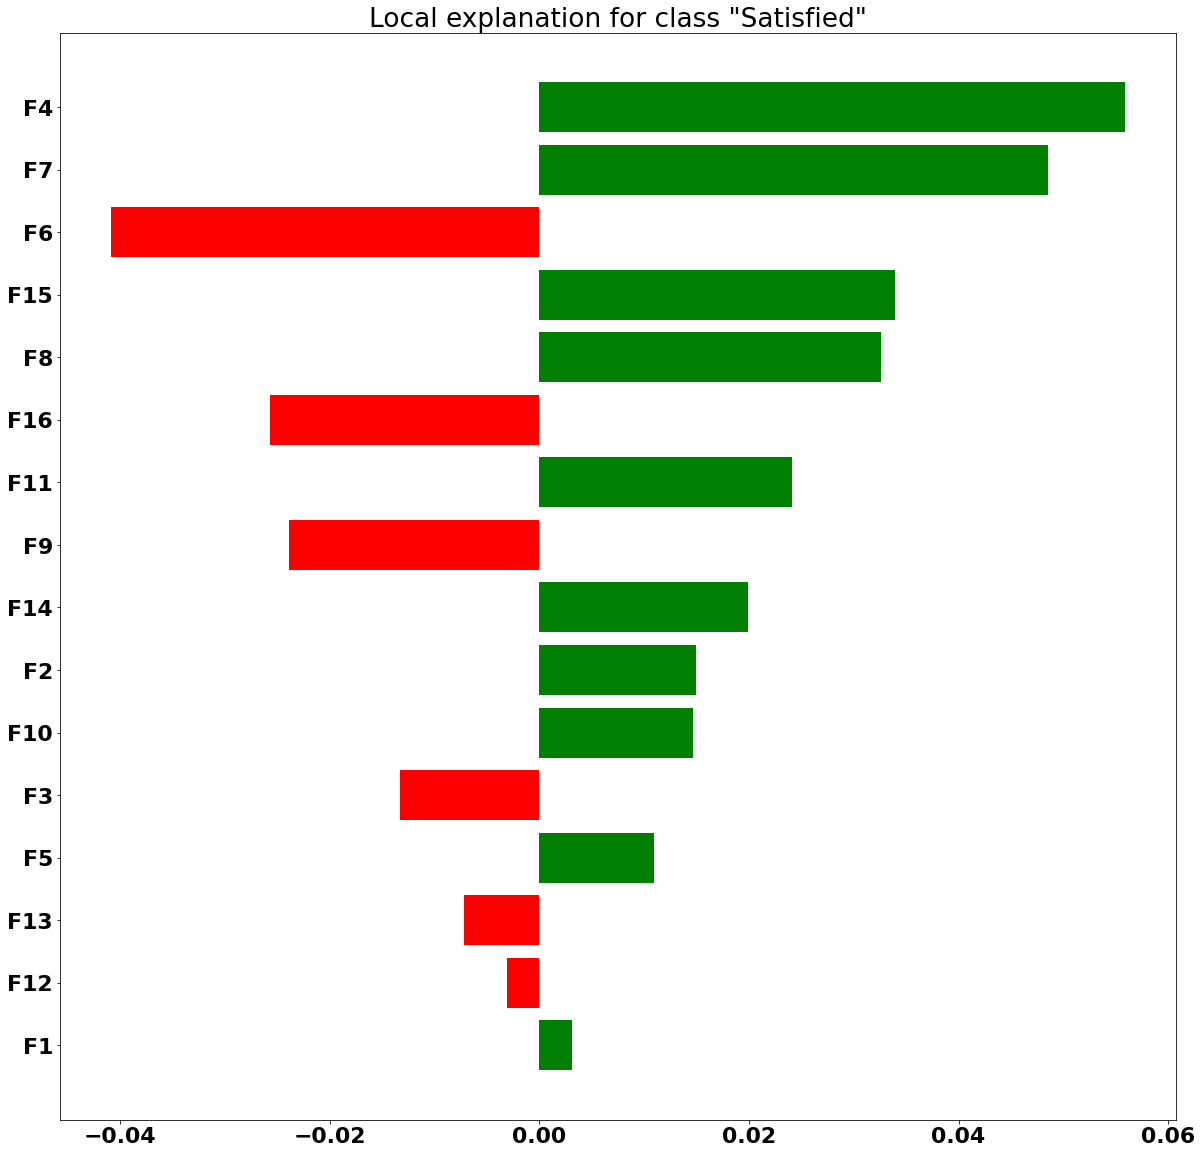 Local explanation for class "Satisfied"
F4
F7
F6
F15
F8
F16
F11
F9
F14
F2
F10
F3
F5
F13
F12
F1
−0.04 −0.02 0.00 0.02 0.04 0.06